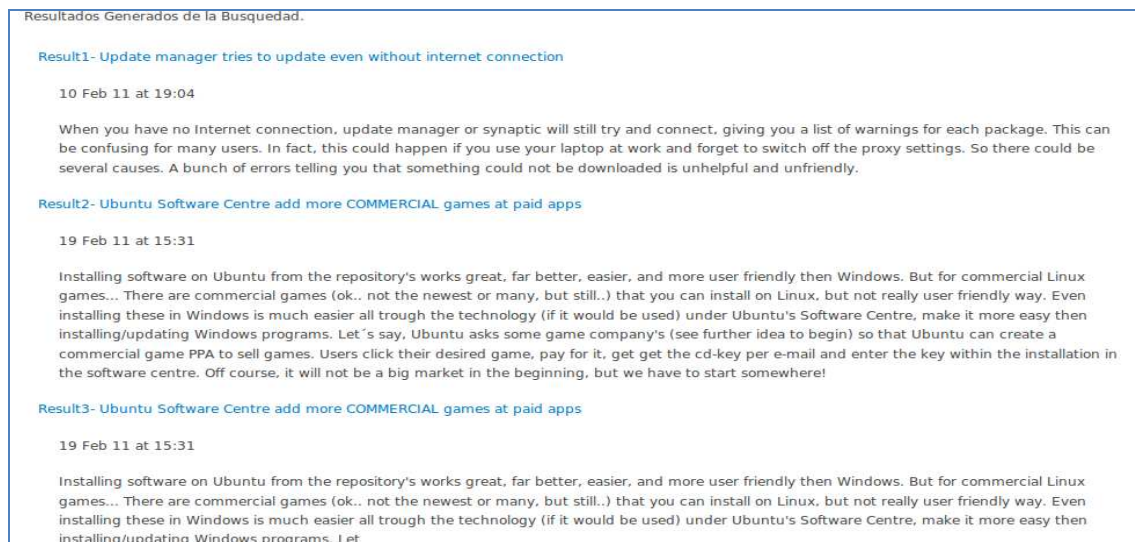 Resultados Generados de la Busquedad.
Result1- Update manager tries to update even without internet connection
10 Feb 11 at 19:04
When you have no Internet connection, update manager or synaptic will still try and connect, giving you a list of warnings for each package. This can
be confusing for many users. In fact, this could happen if you use your laptop at work and forget to switch off the proxy settings. So there could be
several causes. A bunch of errors telling you that something could not be downloaded is unhelpful and unfriendly.
Result2- Ubuntu Software Centre add more COMMERCIAL games at paid apps
19 Feb 11 at 15:31
Installing software on Ubuntu from the repository's works great, far better, easier, and more user friendly then Windows. But for commercial Linux
games... There are commercial games (ok.. not the newest or many, but still..) that you can install on Linux, but not really user friendly way. Even
installing these in Windows is much easier all trough the technology (if it would be used) under Ubuntu's Software Centre, make it more easy then
installing/updating Windows programs. Let´s say, Ubuntu asks some game company's (see further idea to begin) so that Ubuntu can create a
commercial game PPA to sell games. Users click their desired game, pay for it, get get the cd-key per e-mail and enter the key within the installation in
the software centre. Off course, it will not be a big market in the beginning, but we have to start somewhere!
Result3- Ubuntu Software Centre add more COMMERCIAL games at paid apps
19 Feb 11 at 15:31
Installing software on Ubuntu from the repository's works great, far better, easier, and more user friendly then Windows. But for commercial Linux
games... There are commercial games (ok.. not the newest or many, but still..) that you can install on Linux, but not really user friendly way. Even
installing these in Windows is much easier all trough the technology (if it would be used) under Ubuntu's Software Centre, make it more easy then
installing/updating Windows programs. Let